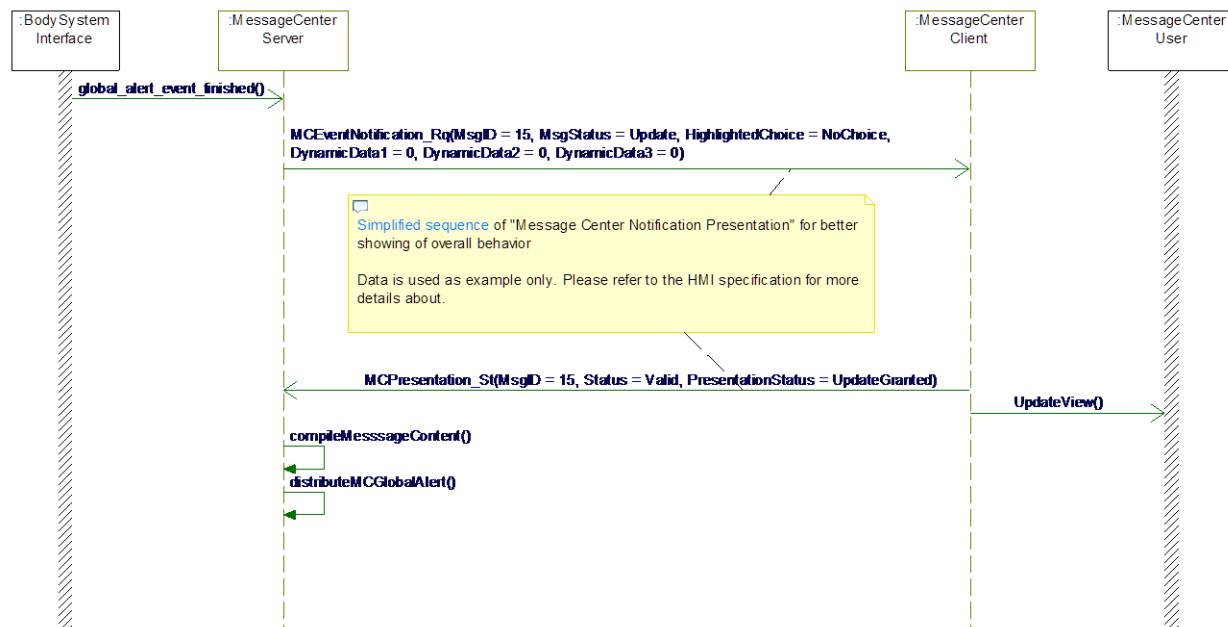 :BodySystem
Interface
:MessageCenter
Server
:MessageCenter
Client
:MessageCenter
User
global_alert_event_finished()
MCEventNotification_Rq(MsgID = 15, MsgStatus = Update, HighlightedChoice = NoChoice,
DynamicData1 = 0, DynamicData2 = 0, DynamicData3 = 0)
Simplified sequence of "Message Center Notification Presentation" for better
showing of overall behavior
Data is used as example only. Please refer to the HMI specification for more
details about.
MCPresentation_St(MsgID = 15, Status = Valid, PresentationStatus = UpdateGranted)
UpdateView()
compileMesssageContent()
distributeMCGlobalAlert()